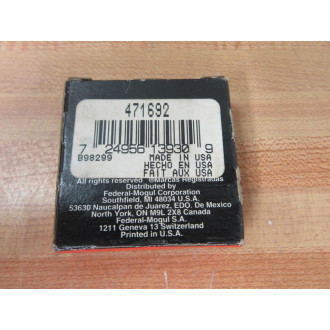 471692
7 24956 13930 9
B98299 MADE IN USA
HECHO EN USA
FAIT AUX USA
All rights reserved ®Marcas Registradas
Distributed by
Federal-Mogul Corporation
Southfield, MI 48034 U.S.A.
53630 Naucalpan de Juarez, EDO. De Mexico
North York, ON M9L 2X8 Canada
Federal-Mogul S.A.
1211 Geneva 13 Switzerland
Printed in U.S.A.